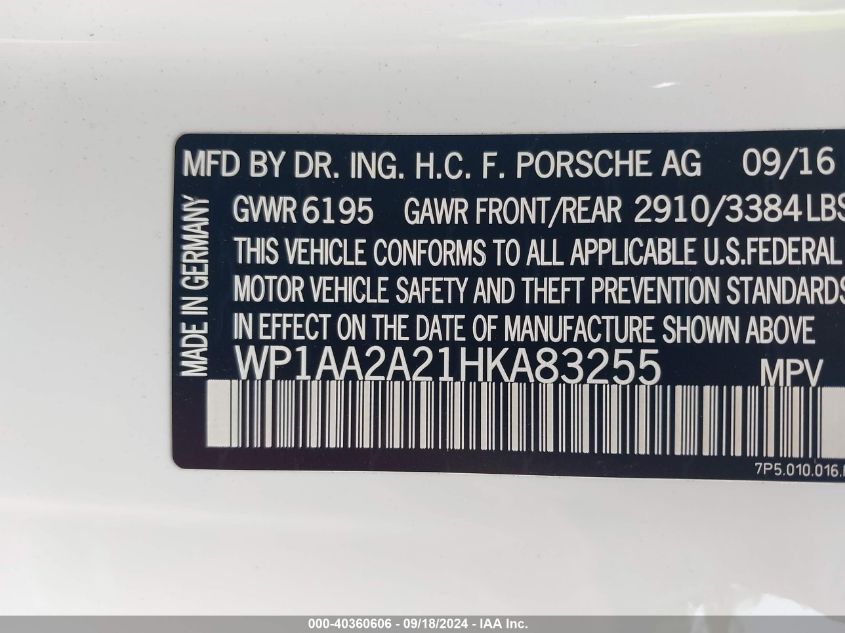 MFD BY DR. ING. H.C. F. PORSCHE AG 09/16
GVWR 6195 GAWR FRONT/REAR 2910/3384 LBS
THIS VEHICLE CONFORMS TO ALL APPLICABLE U.S.FEDERAL
MOTOR VEHICLE SAFETY AND THEFT PREVENTION STANDARDS
IN EFFECT ON THE DATE OF MANUFACTURE SHOWN ABOVE
WP1AA2A21HKA83255 MPV
MADE IN GERMANY
7P5.010.016.
000-40360606 - 09/18/2024 - IAA Inc.